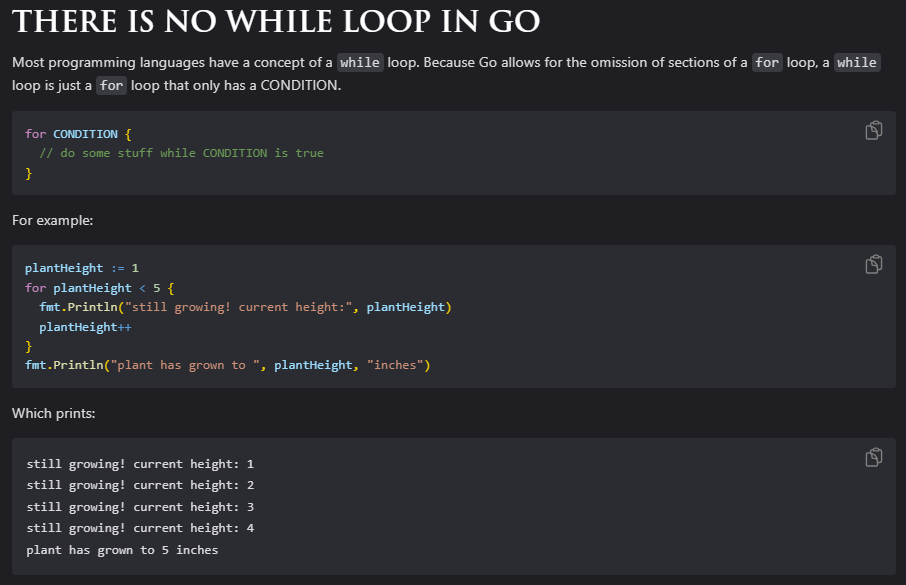 THERE IS NO WHILE LOOP IN GO
Most programming languages have a concept of a while loop. Because Go allows for the omission of sections of a for loop, a while
loop is just a for loop that only has a CONDITION.
for CONDITION {
  // do some stuff while CONDITION is true
}
For example:
plantHeight := 1
for plantHeight < 5 {
  fmt.Println("still growing! current height:", plantHeight)
  plantHeight++
}
fmt.Println("plant has grown to ", plantHeight, "inches")
Which prints:
still growing! current height: 1
still growing! current height: 2
still growing! current height: 3
still growing! current height: 4
plant has grown to 5 inches